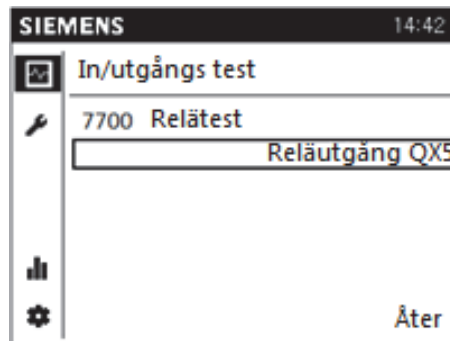 SIEMENS 14:42
In/utgångs test
7700 Relätest
Reläutgång QX5
Åter